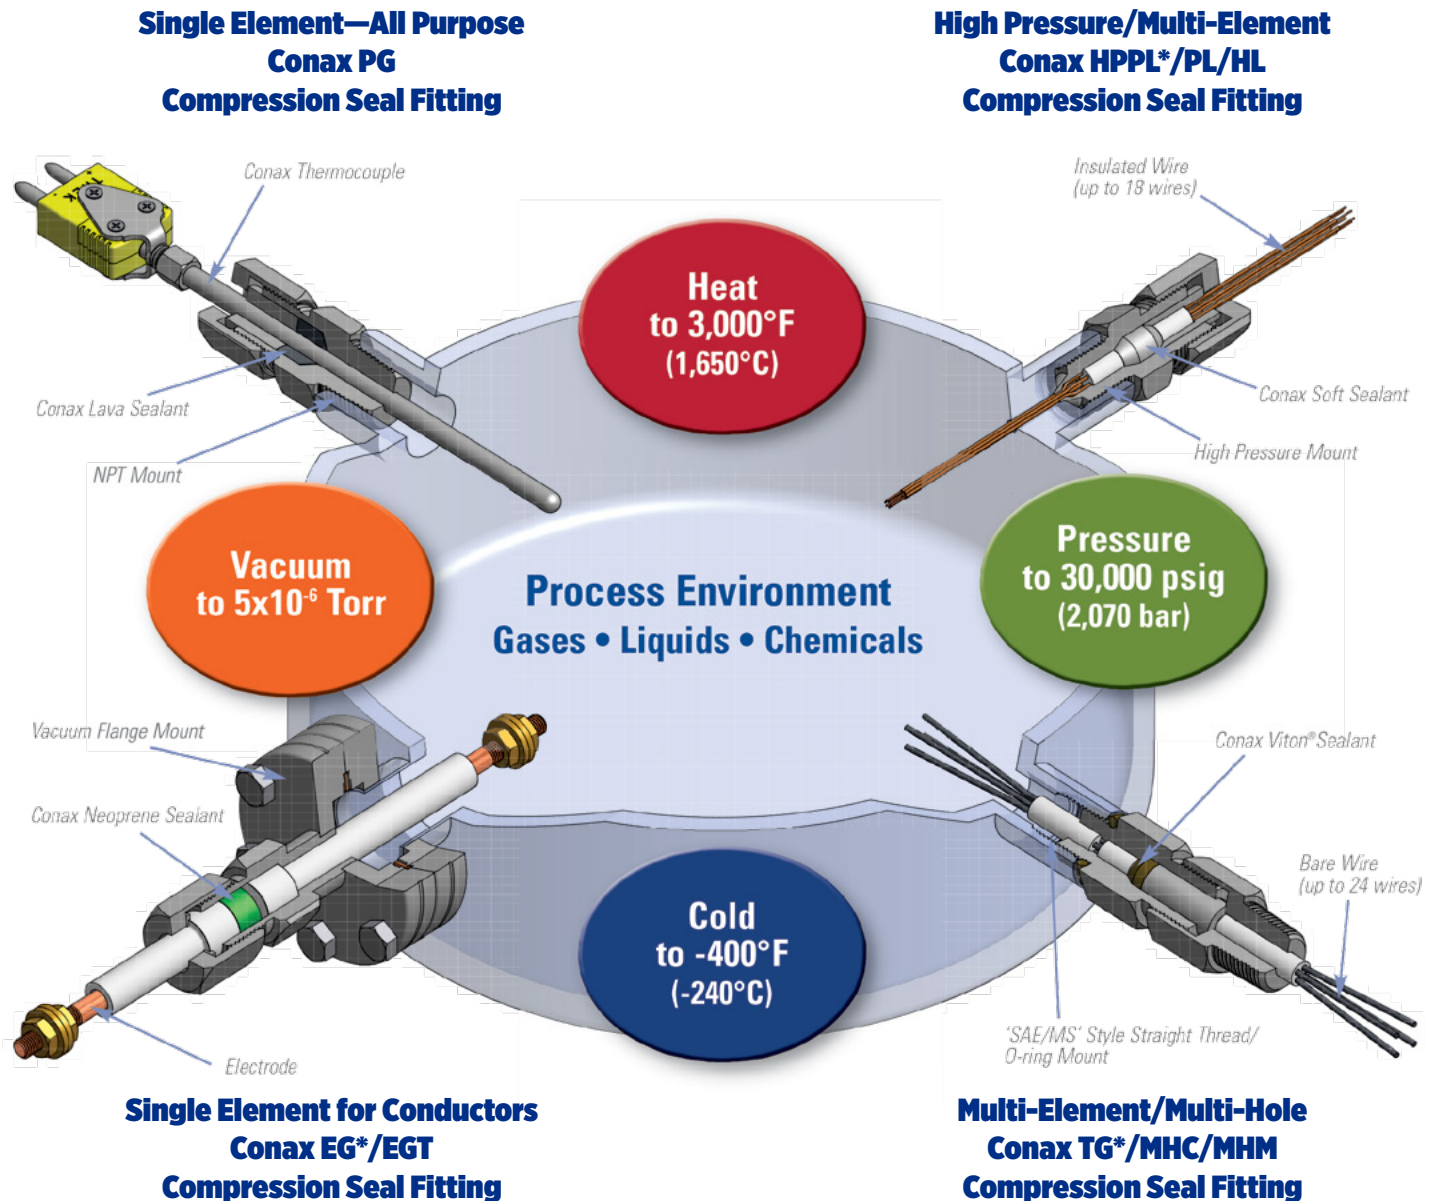 Single Element—All Purpose
Conax PG
Compression Seal Fitting
High Pressure/Multi-Element
Conax HPPL*/PL/HL
Compression Seal Fitting
Conax Thermocouple
Insulated Wire
(up to 18 wires)
Heat
to 3,000°F
(1,650°C)
Conax Lava Sealant
NPT Mount
Conax Soft Sealant
High Pressure Mount
Vacuum
to 5x10⁻⁶ Torr
Pressure
to 30,000 psig
(2,070 bar)
Process Environment
Gases • Liquids • Chemicals
Vacuum Flange Mount
Conax Neoprene Sealant
Conax Viton® Sealant
Bare Wire
(up to 24 wires)
Cold
to -400°F
(-240°C)
Electrode
'SAE/MS' Style Straight Thread/
O-ring Mount
Single Element for Conductors
Conax EG*/EGT
Compression Seal Fitting
Multi-Element/Multi-Hole
Conax TG*/MHC/MHM
Compression Seal Fitting